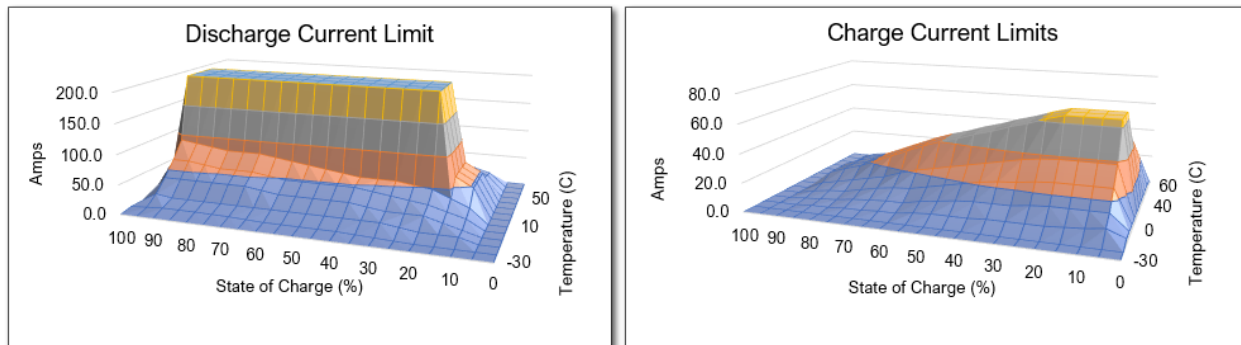 Discharge Current Limit
200.0
150.0
100.0
50.0
0.0
Amps
100 90 80 70 60 50 40 30 20 10 0
State of Charge (%)
50
10
-30
Temperature (C)
Charge Current Limits
80.0
60.0
40.0
20.0
0.0
Amps
100 90 80 70 60 50 40 30 20 10 0
State of Charge (%)
60
40
0
-30
Temperature (C)